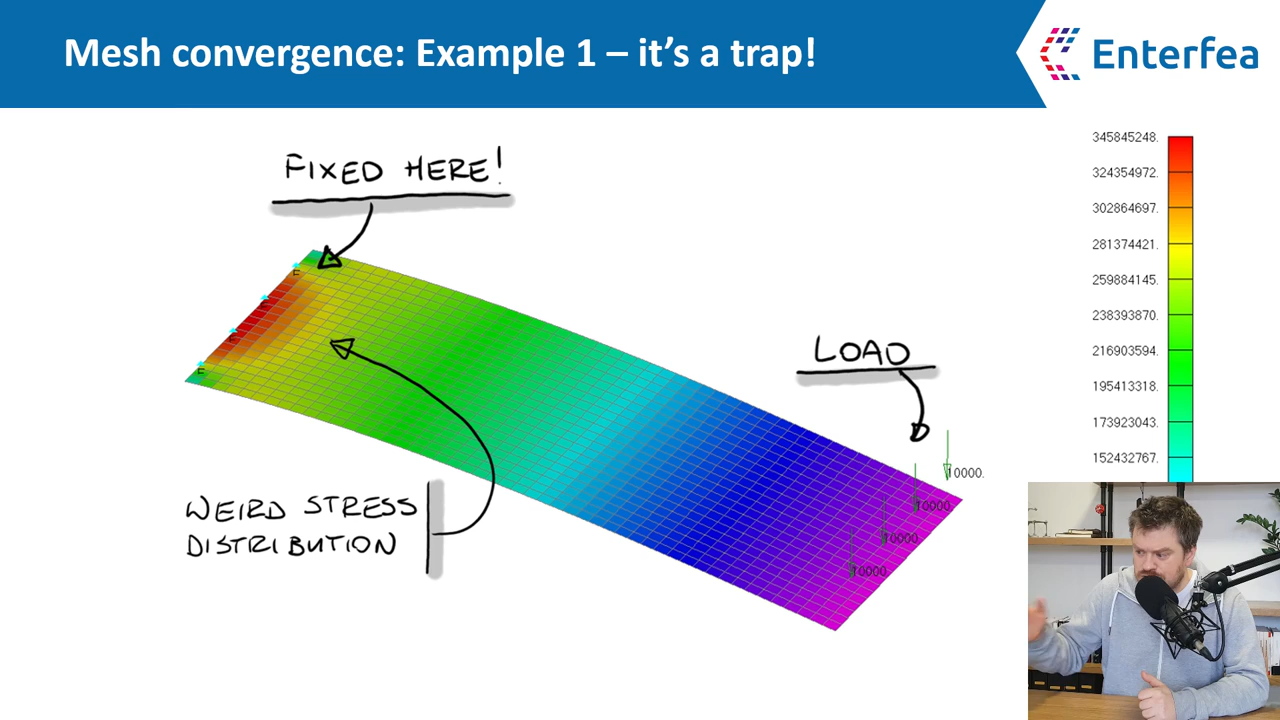 Mesh convergence: Example 1 – it’s a trap!
Enterfea
FIXED HERE!
345845248.
324354972.
302864697.
281374421.
259884145.
238393870.
216903594.
195413318.
173923043.
152432767.
LOAD
10000.
10000.
10000.
10000.
WEIRD STRESS
DISTRIBUTION